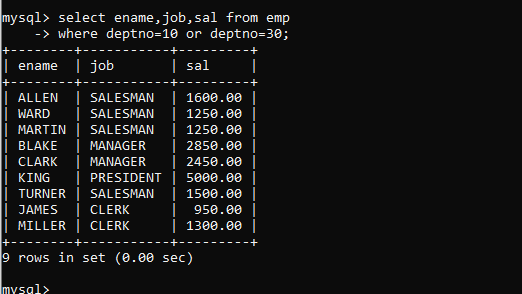 mysql> select ename,job,sal from emp
    -> where deptno=10 or deptno=30;
+--------+-----------+---------+
| ename  | job       | sal     |
+--------+-----------+---------+
| ALLEN  | SALESMAN  | 1600.00 |
| WARD   | SALESMAN  | 1250.00 |
| MARTIN | SALESMAN  | 1250.00 |
| BLAKE  | MANAGER   | 2850.00 |
| CLARK  | MANAGER   | 2450.00 |
| KING   | PRESIDENT | 5000.00 |
| TURNER | SALESMAN  | 1500.00 |
| JAMES  | CLERK     |  950.00 |
| MILLER | CLERK     | 1300.00 |
+--------+-----------+---------+
9 rows in set (0.00 sec)
mysql>